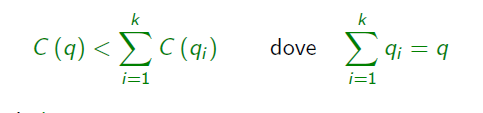 C (q) < ∑_{i=1}^{k} C (q_i) dove ∑_{i=1}^{k} q_i = q